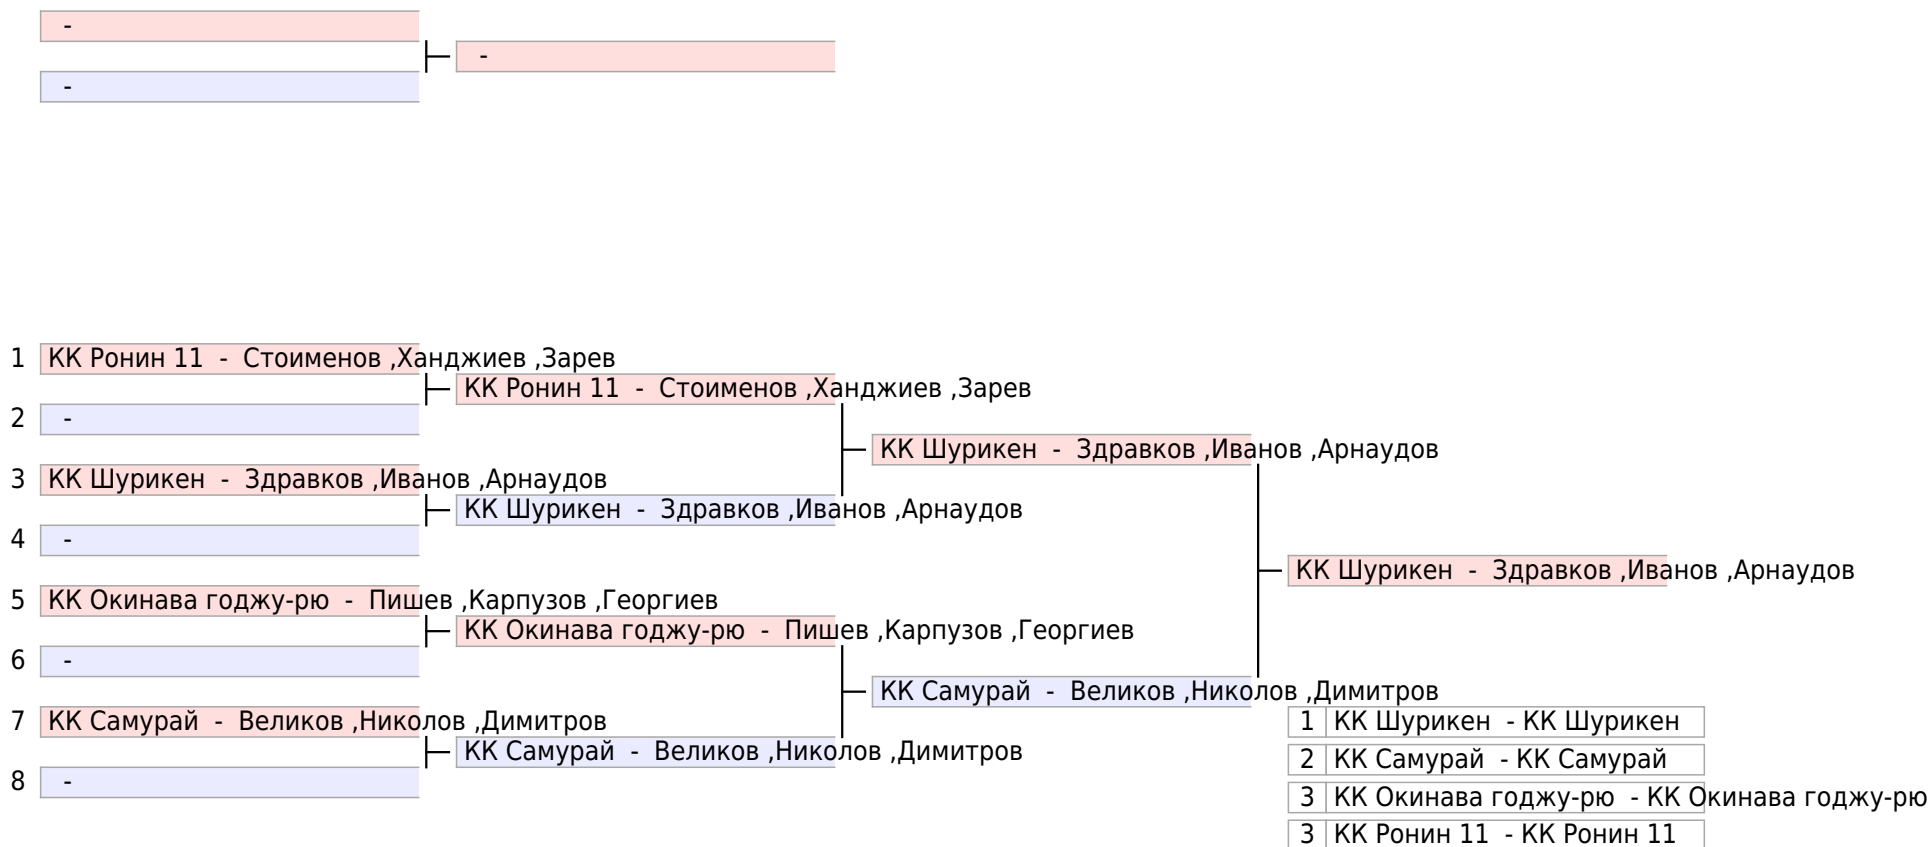 -
-
-
1 КК Ронин 11 - Стоименов ,Ханджиев ,Зарев
КК Ронин 11 - Стоименов ,Ханджиев ,Зарев
2 -
КК Шурикен - Здравков ,Иванов ,Арнаудов
3 КК Шурикен - Здравков ,Иванов ,Арнаудов
КК Шурикен - Здравков ,Иванов ,Арнаудов
4 -
КК Шурикен - Здравков ,Иванов ,Арнаудов
5 КК Окинава годжу-рю - Пишев ,Карпузов ,Георгиев
КК Окинава годжу-рю - Пишев ,Карпузов ,Георгиев
6 -
КК Самурай - Великов ,Николов ,Димитров
7 КК Самурай - Великов ,Николов ,Димитров
КК Самурай - Великов ,Николов ,Димитров
8 -
1 КК Шурикен - КК Шурикен
2 КК Самурай - КК Самурай
3 КК Окинава годжу-рю - КК Окинава годжу-рю
3 КК Ронин 11 - КК Ронин 11